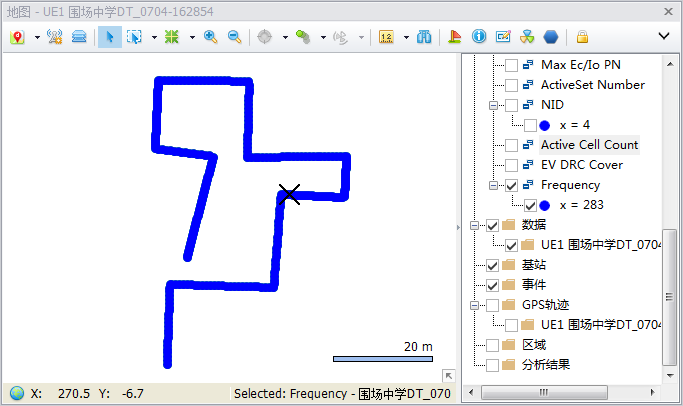 地图 - UE1 围场中学DT_0704-162854
Max Ec/Io PN
ActiveSet Number
NID
x = 4
Active Cell Count
EV DRC Cover
Frequency
x = 283
数据
UE1 围场中学DT_0704
基站
事件
GPS轨迹
UE1 围场中学DT_0704
区域
分析结果
20 m
X: 270.5 Y: -6.7 Selected: Frequency - 围场中学DT_070